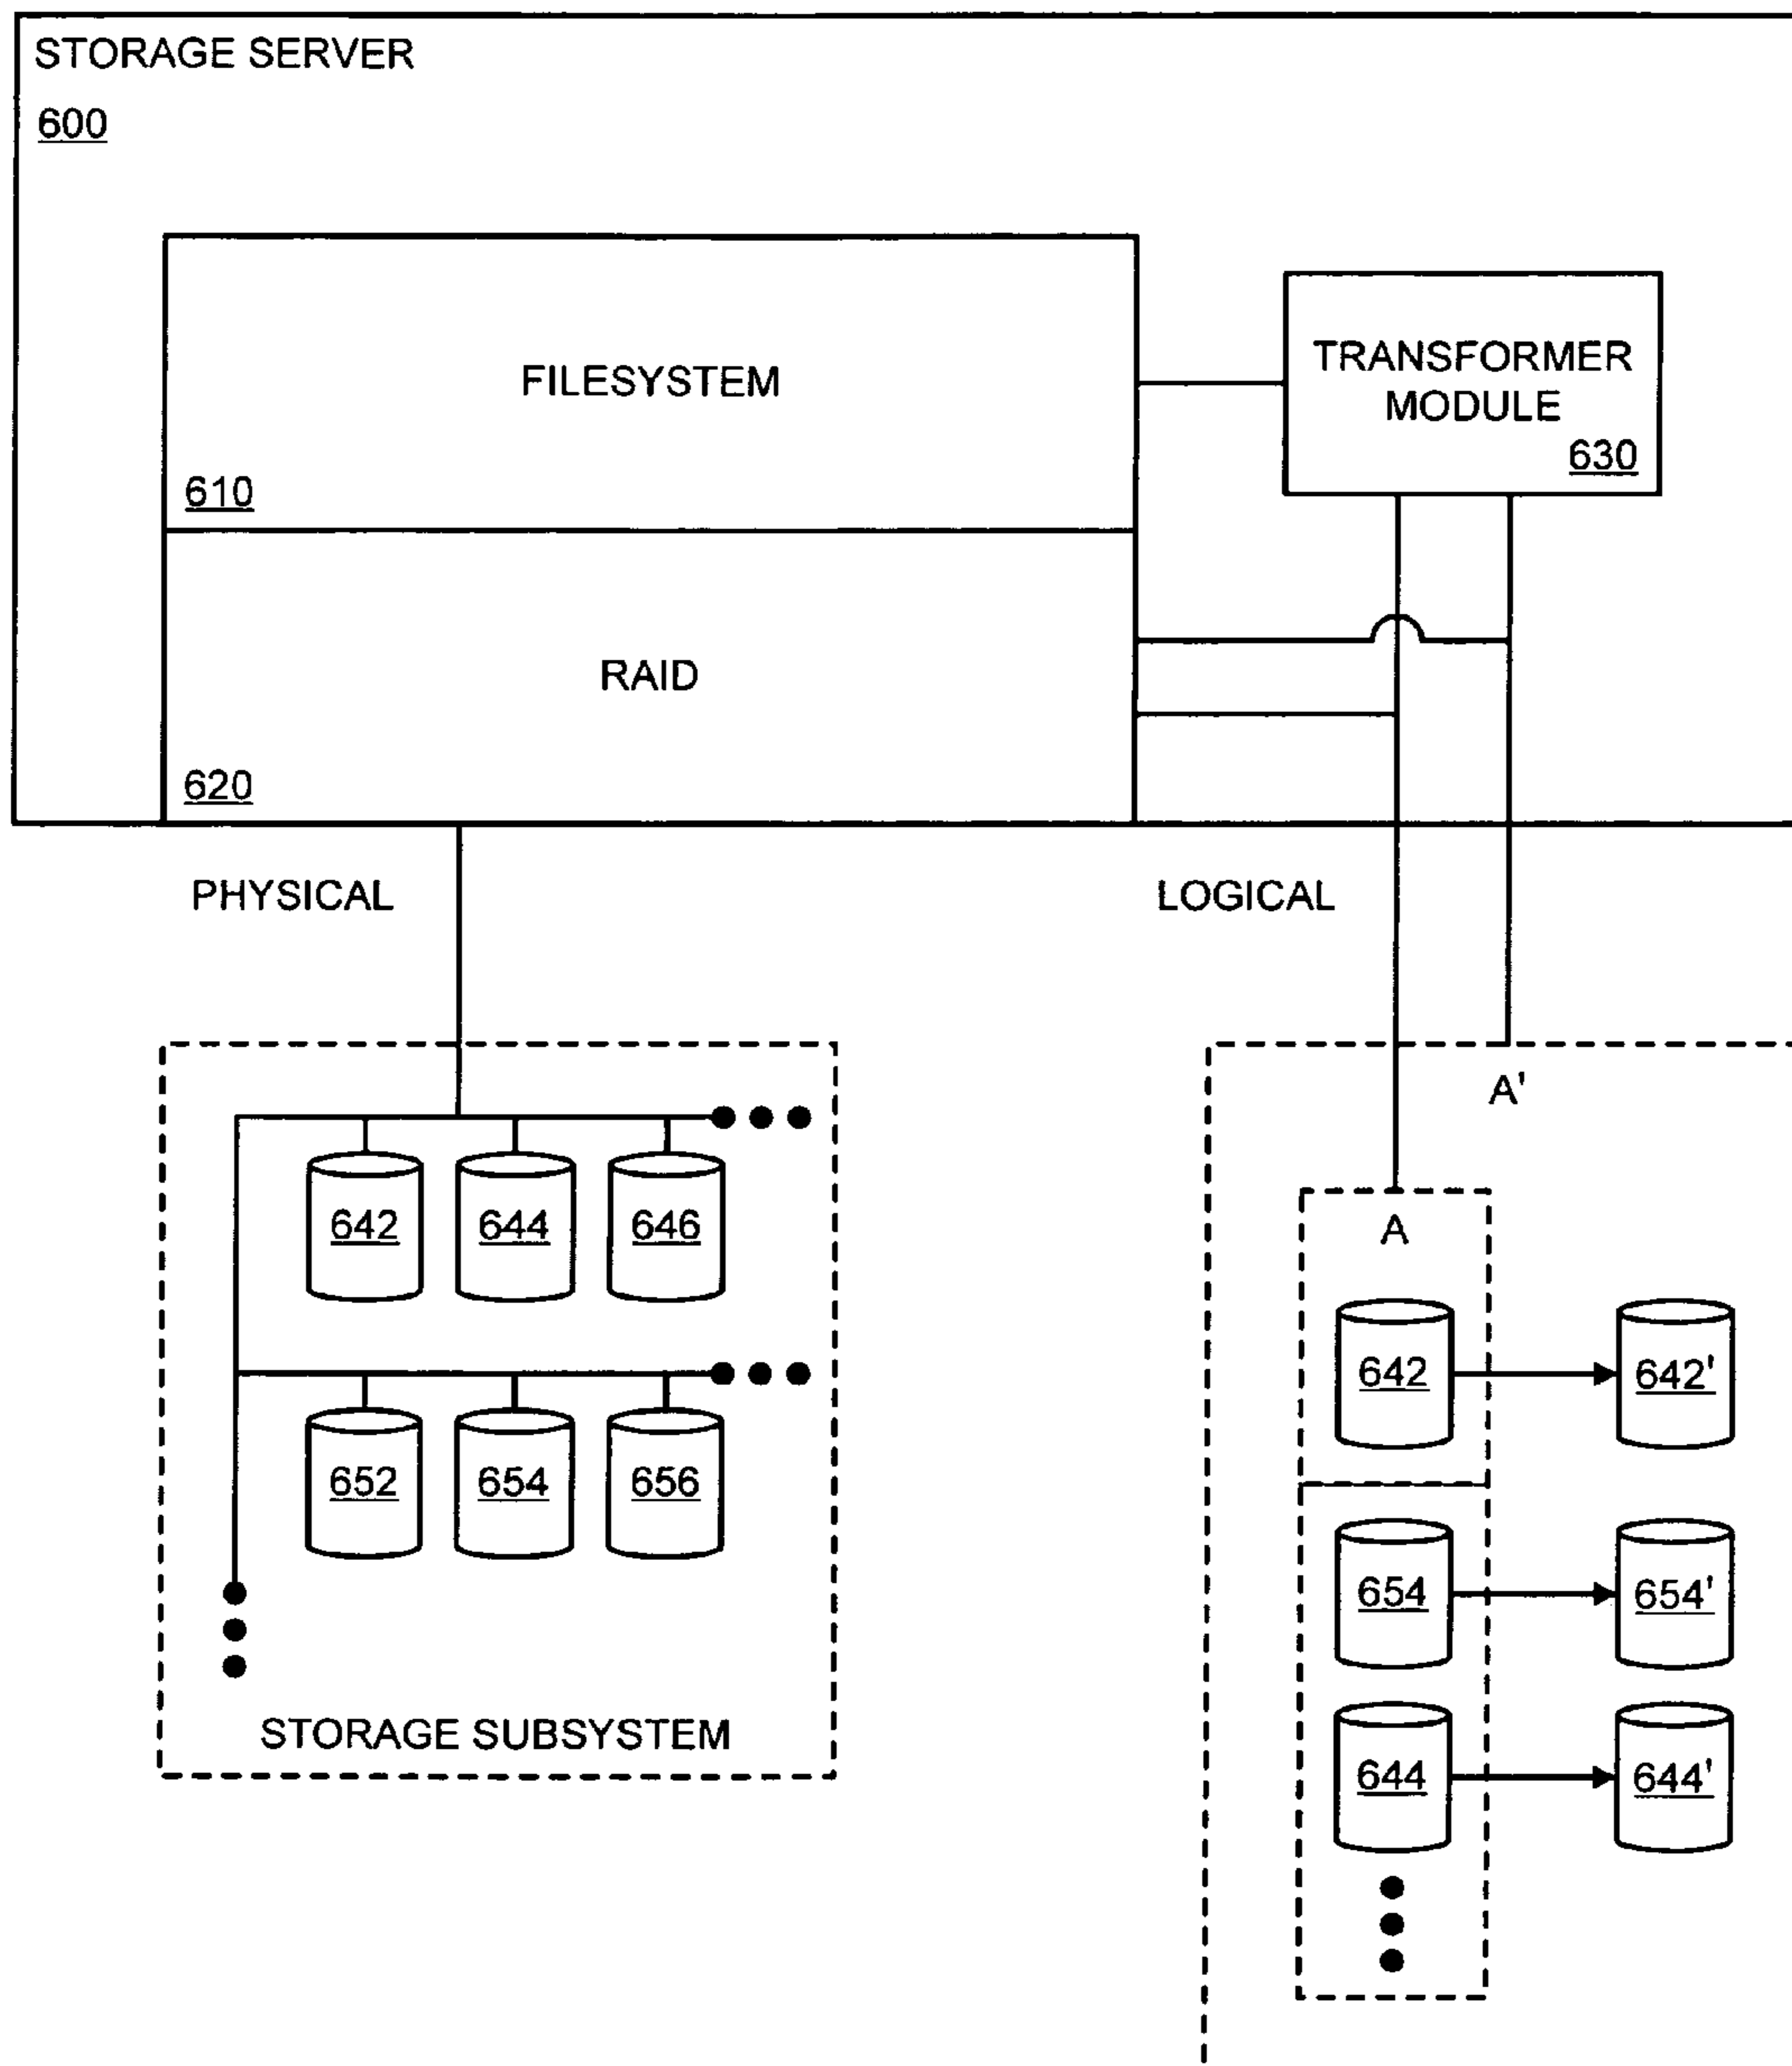 STORAGE SERVER
600
FILESYSTEM
610
TRANSFORMER
MODULE
630
RAID
620
PHYSICAL
LOGICAL
A'
A
642
644
646
652
654
656
STORAGE SUBSYSTEM
642
642'
654
654'
644
644'